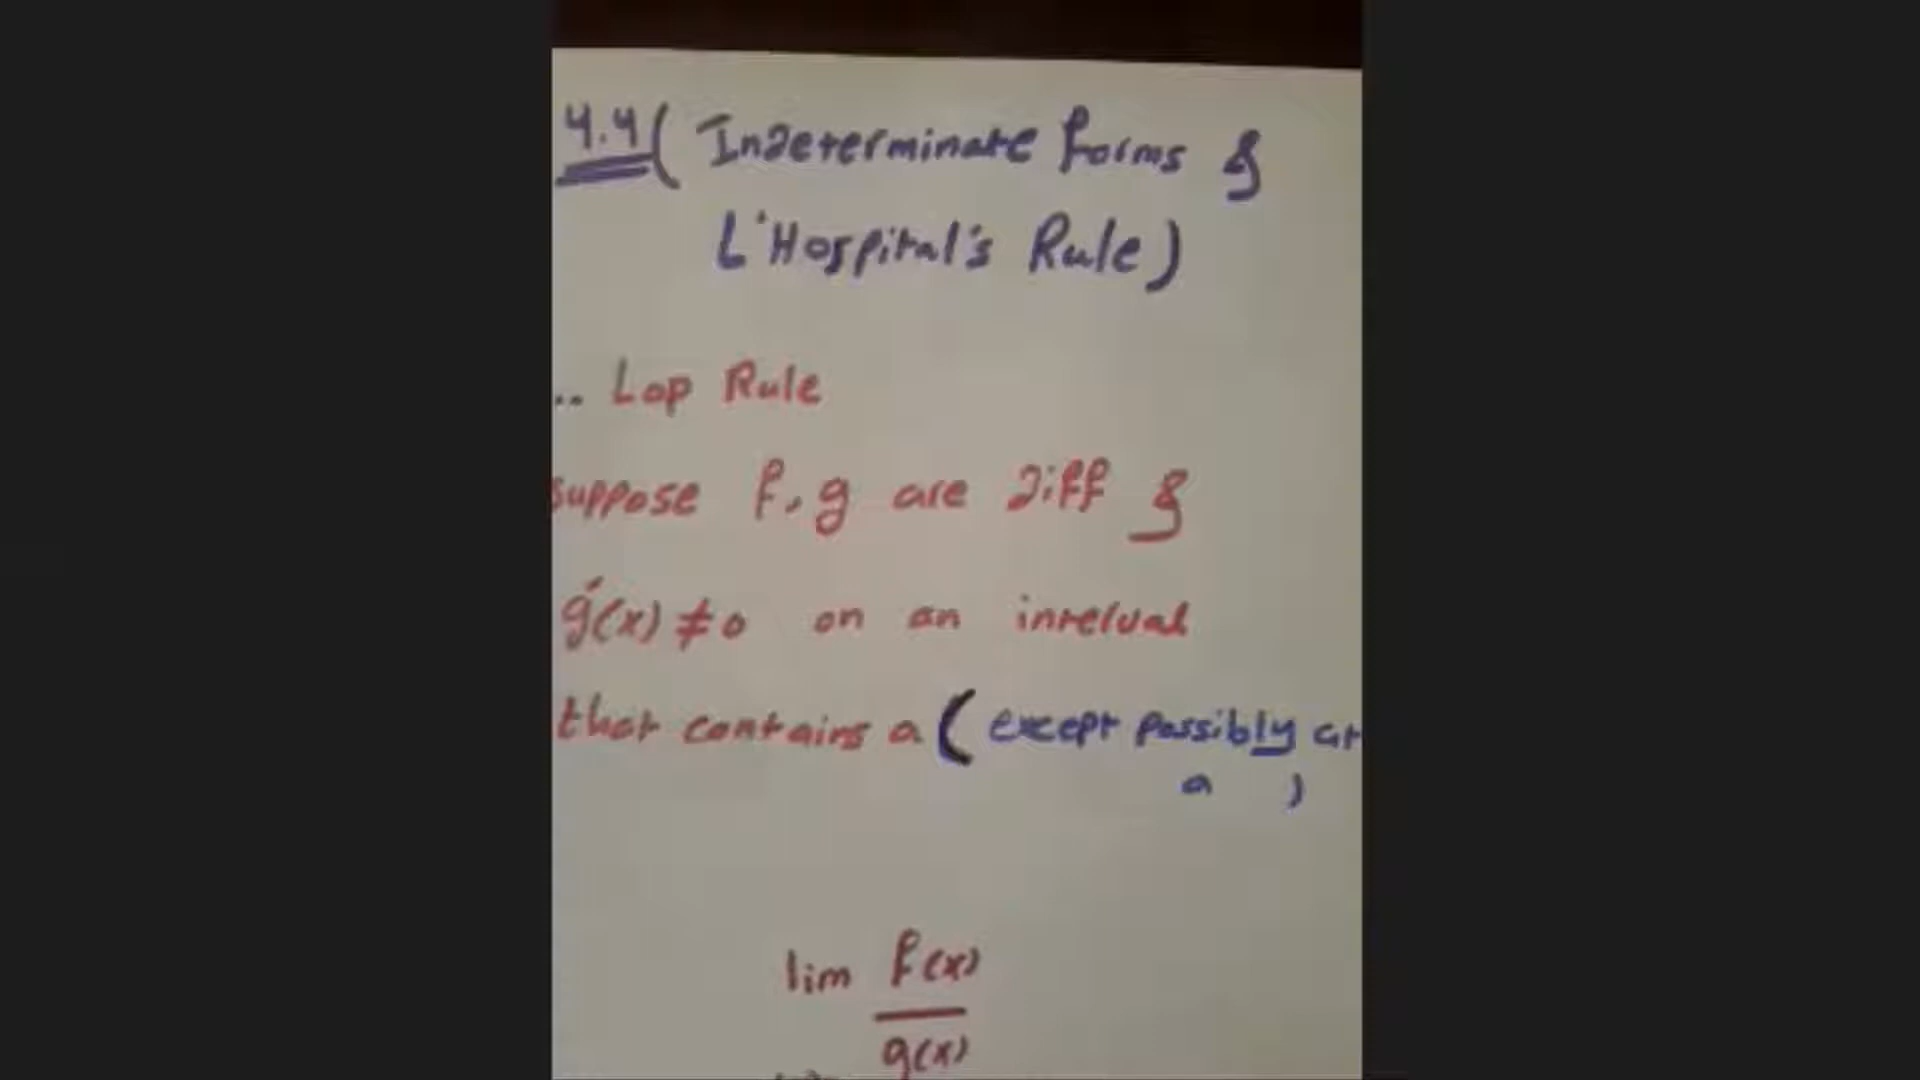 4.4 ( Indeterminate forms &
L'Hospital's Rule )
.. Lop Rule
suppose f, g are diff &
g'(x) ≠ 0 on an interval
that contains a ( except possibly at
a )
lim f(x)
g(x)